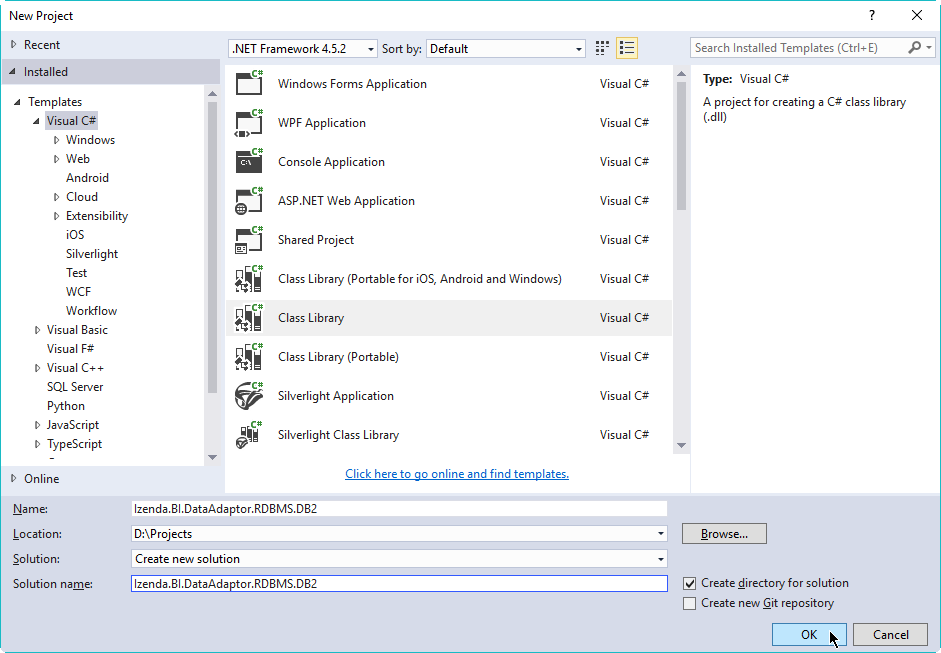 New Project
?
Recent
.NET Framework 4.5.2
Sort by:
Default
Search Installed Templates (Ctrl+E)
Installed
Templates
Visual C#
Windows
Web
Android
Cloud
Extensibility
iOS
Silverlight
Test
WCF
Workflow
Visual Basic
Visual F#
Visual C++
SQL Server
Python
JavaScript
TypeScript
Online
C# Windows Forms Application Visual C#
C# WPF Application Visual C#
C# C:\ Console Application Visual C#
C# ASP.NET Web Application Visual C#
C# Shared Project Visual C#
C# Class Library (Portable for iOS, Android and Windows) Visual C#
C# Class Library Visual C#
C# Class Library (Portable) Visual C#
C# Silverlight Application Visual C#
C# Silverlight Class Library Visual C#
Click here to go online and find templates.
Type: Visual C#
A project for creating a C# class library
(.dll)
Name: Izenda.BI.DataAdaptor.RDBMS.DB2
Location: D:\Projects
Browse...
Solution: Create new solution
Solution name: Izenda.BI.DataAdaptor.RDBMS.DB2
Create directory for solution
Create new Git repository
OK
Cancel